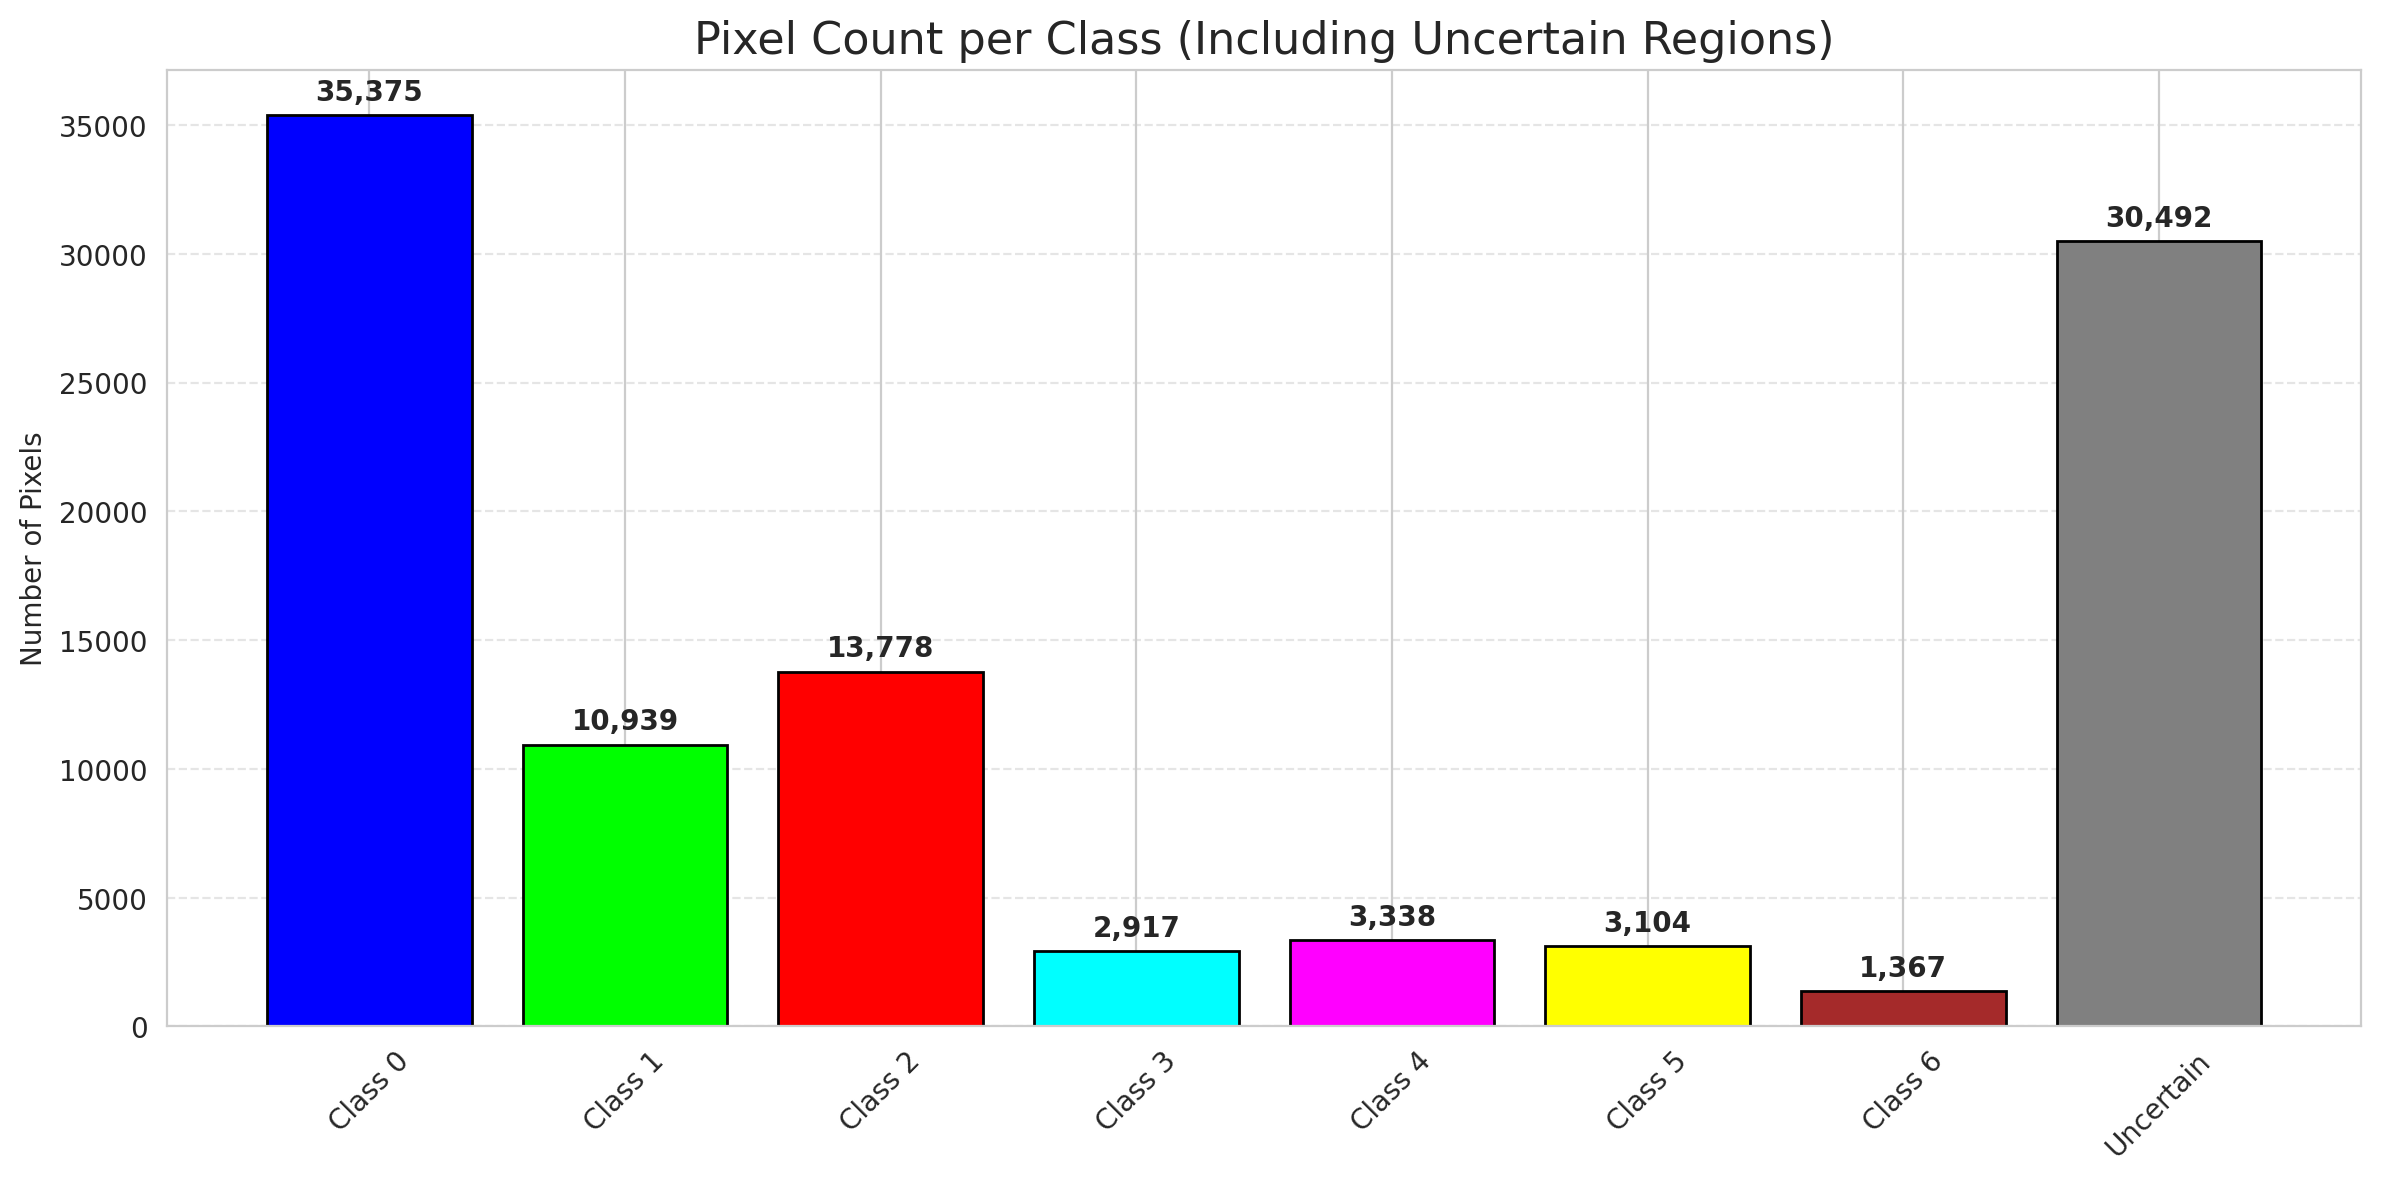 Pixel Count per Class (Including Uncertain Regions)
Number of Pixels
35000
30000
25000
20000
15000
10000
5000
0
35,375
10,939
13,778
2,917
3,338
3,104
1,367
30,492
Class 0
Class 1
Class 2
Class 3
Class 4
Class 5
Class 6
Uncertain